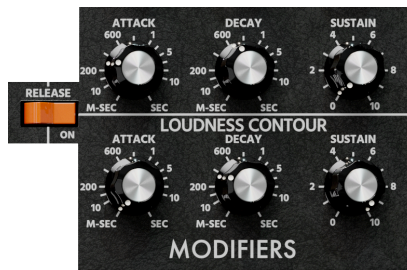 ATTACK DECAY SUSTAIN
600 1 600 1 4 6
5 5
200 200 2 8
10 10 10 10 0 10
M-SEC SEC M-SEC SEC
RELEASE
ON
LOUDNESS CONTOUR
ATTACK DECAY SUSTAIN
600 1 600 1 4 6
5 5
200 200 2 8
10 10 10 10 0 10
M-SEC SEC M-SEC SEC
MODIFIERS